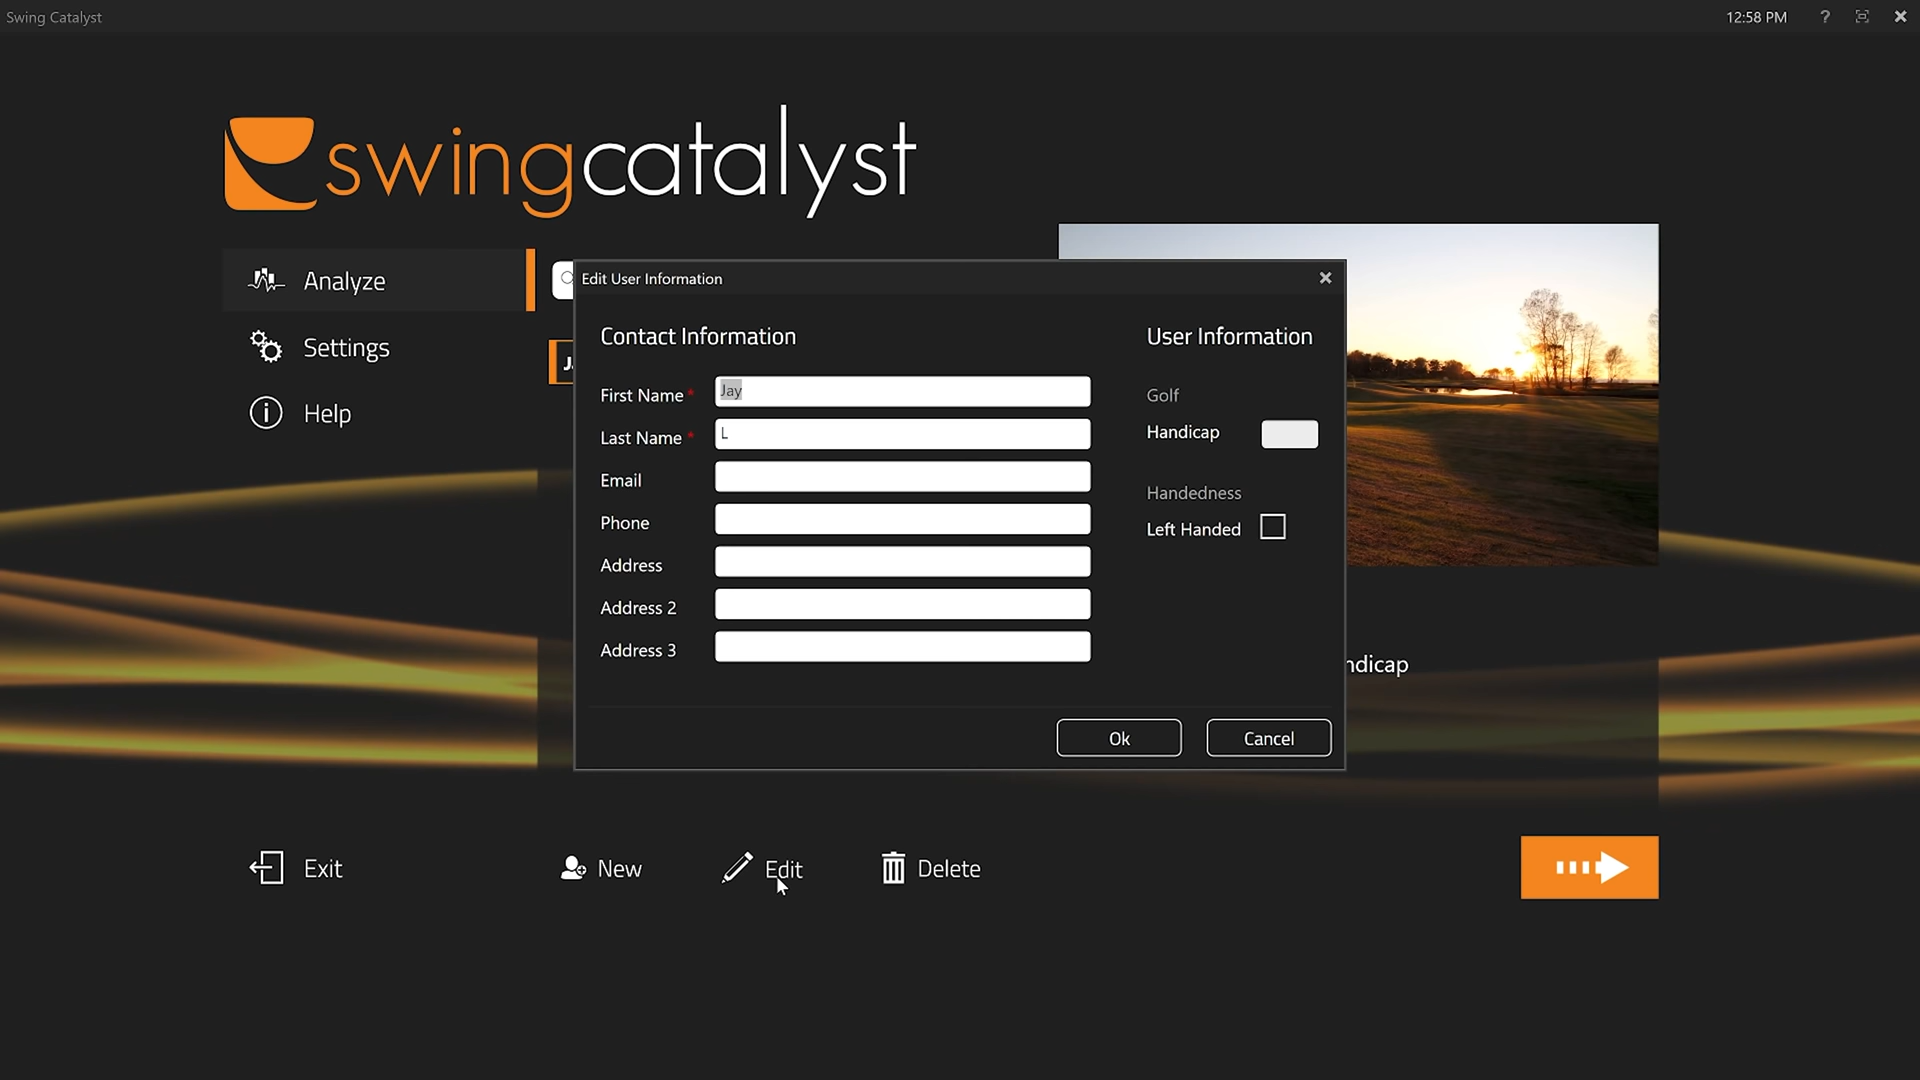 Swing Catalyst
12:58 PM
?
swingcatalyst
Analyze
Settings
Help
Edit User Information
Contact Information
First Name *
Jay
Last Name *
L
Email
Phone
Address
Address 2
Address 3
User Information
Golf
Handicap
Handedness
Left Handed
ndicap
Ok
Cancel
Exit
New
Edit
Delete